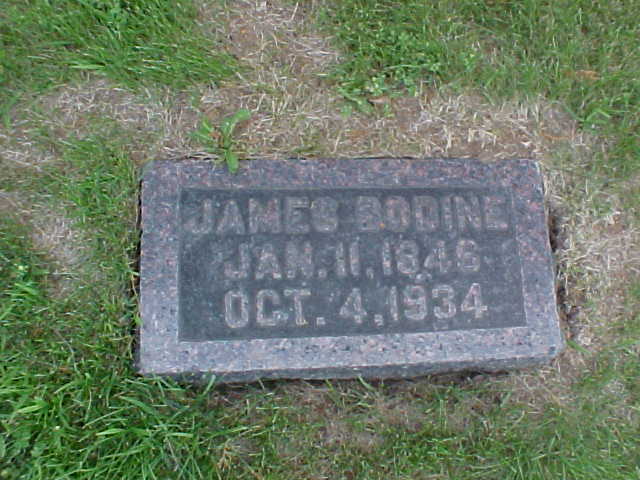 JAMES BODINE
JAN. 11, 1846
OCT. 4, 1934